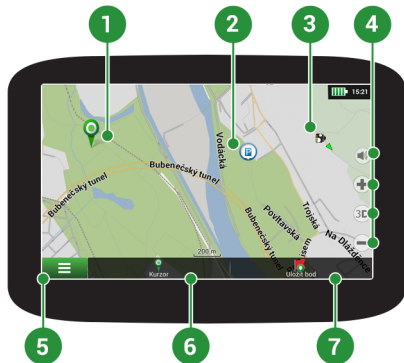 1
2
3
4
15:21
Vodácká
Bubenečský tunel
Bubenečský tunel
Bubenečský tunel
Povltavská
Trojská
Na Dlážděnce
3D
200 m
Kurzor
Uložit bod
5
6
7